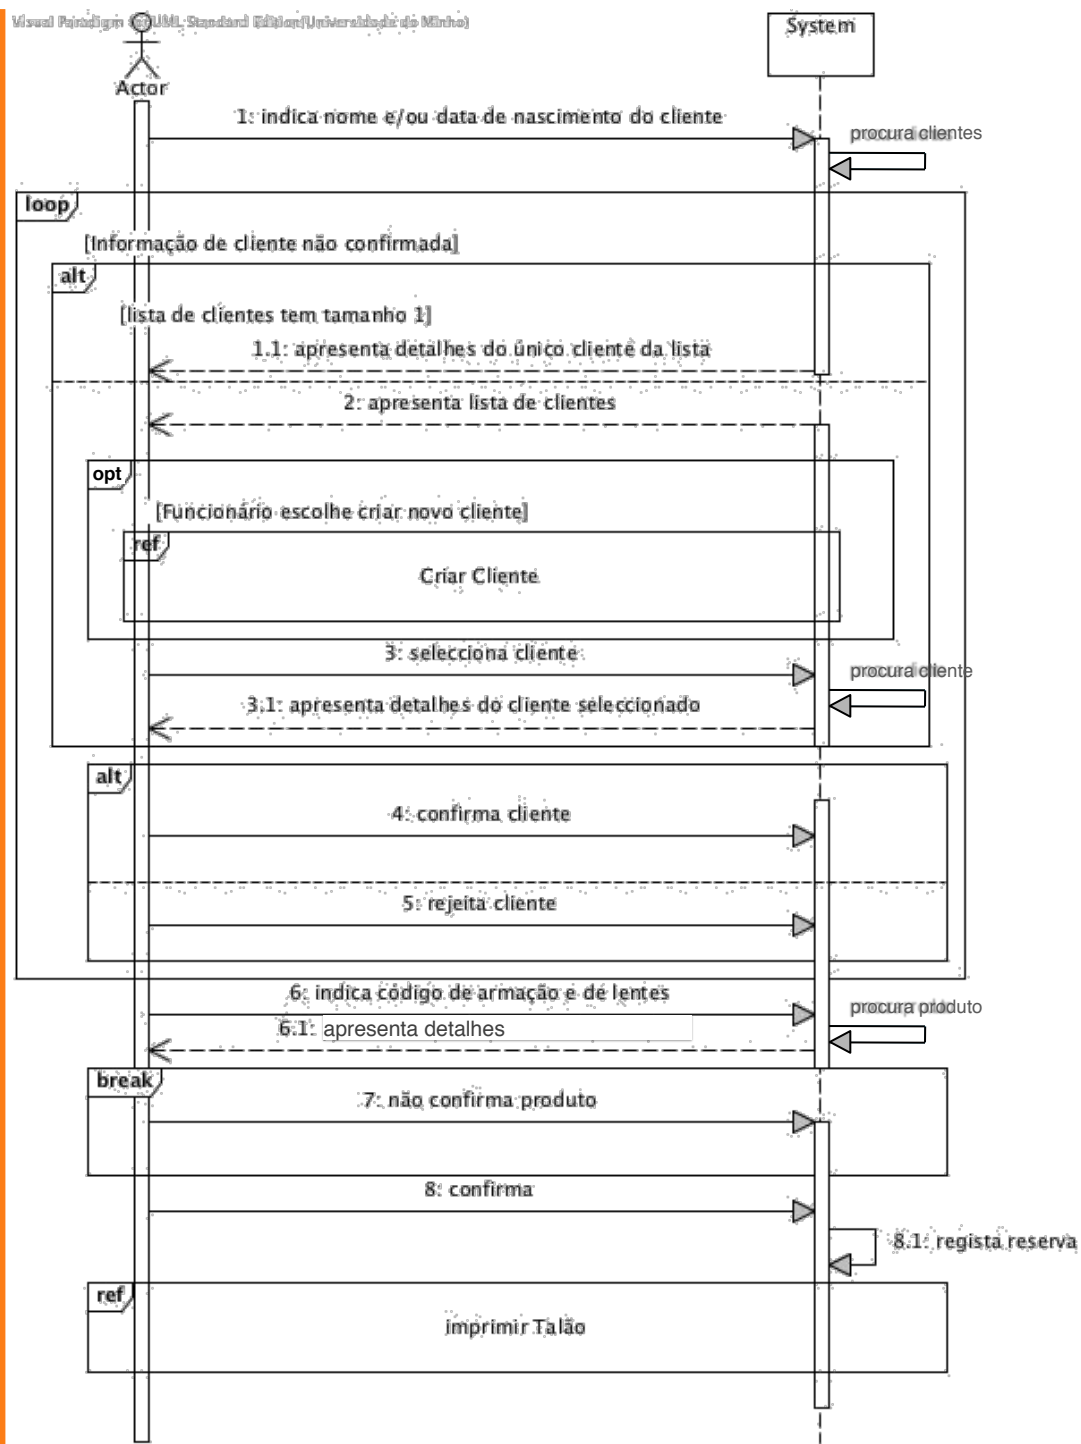 Visual Paradigm for UML Standard Edition(Universidade do Minho)
System
Actor
1: indica nome e/ou data de nascimento do cliente
procura clientes
loop
[Informação de cliente não confirmada]
alt
[lista de clientes tem tamanho 1]
1.1: apresenta detalhes do único cliente da lista
2: apresenta lista de clientes
opt
[Funcionário escolhe criar novo cliente]
ref
Criar Cliente
3: selecciona cliente
procura cliente
3.1: apresenta detalhes do cliente seleccionado
alt
4: confirma cliente
5: rejeita cliente
6: indica código de armação e de lentes
procura produto
6.1: apresenta detalhes
break
7: não confirma produto
8: confirma
8.1: regista reserva
ref
imprimir Talão